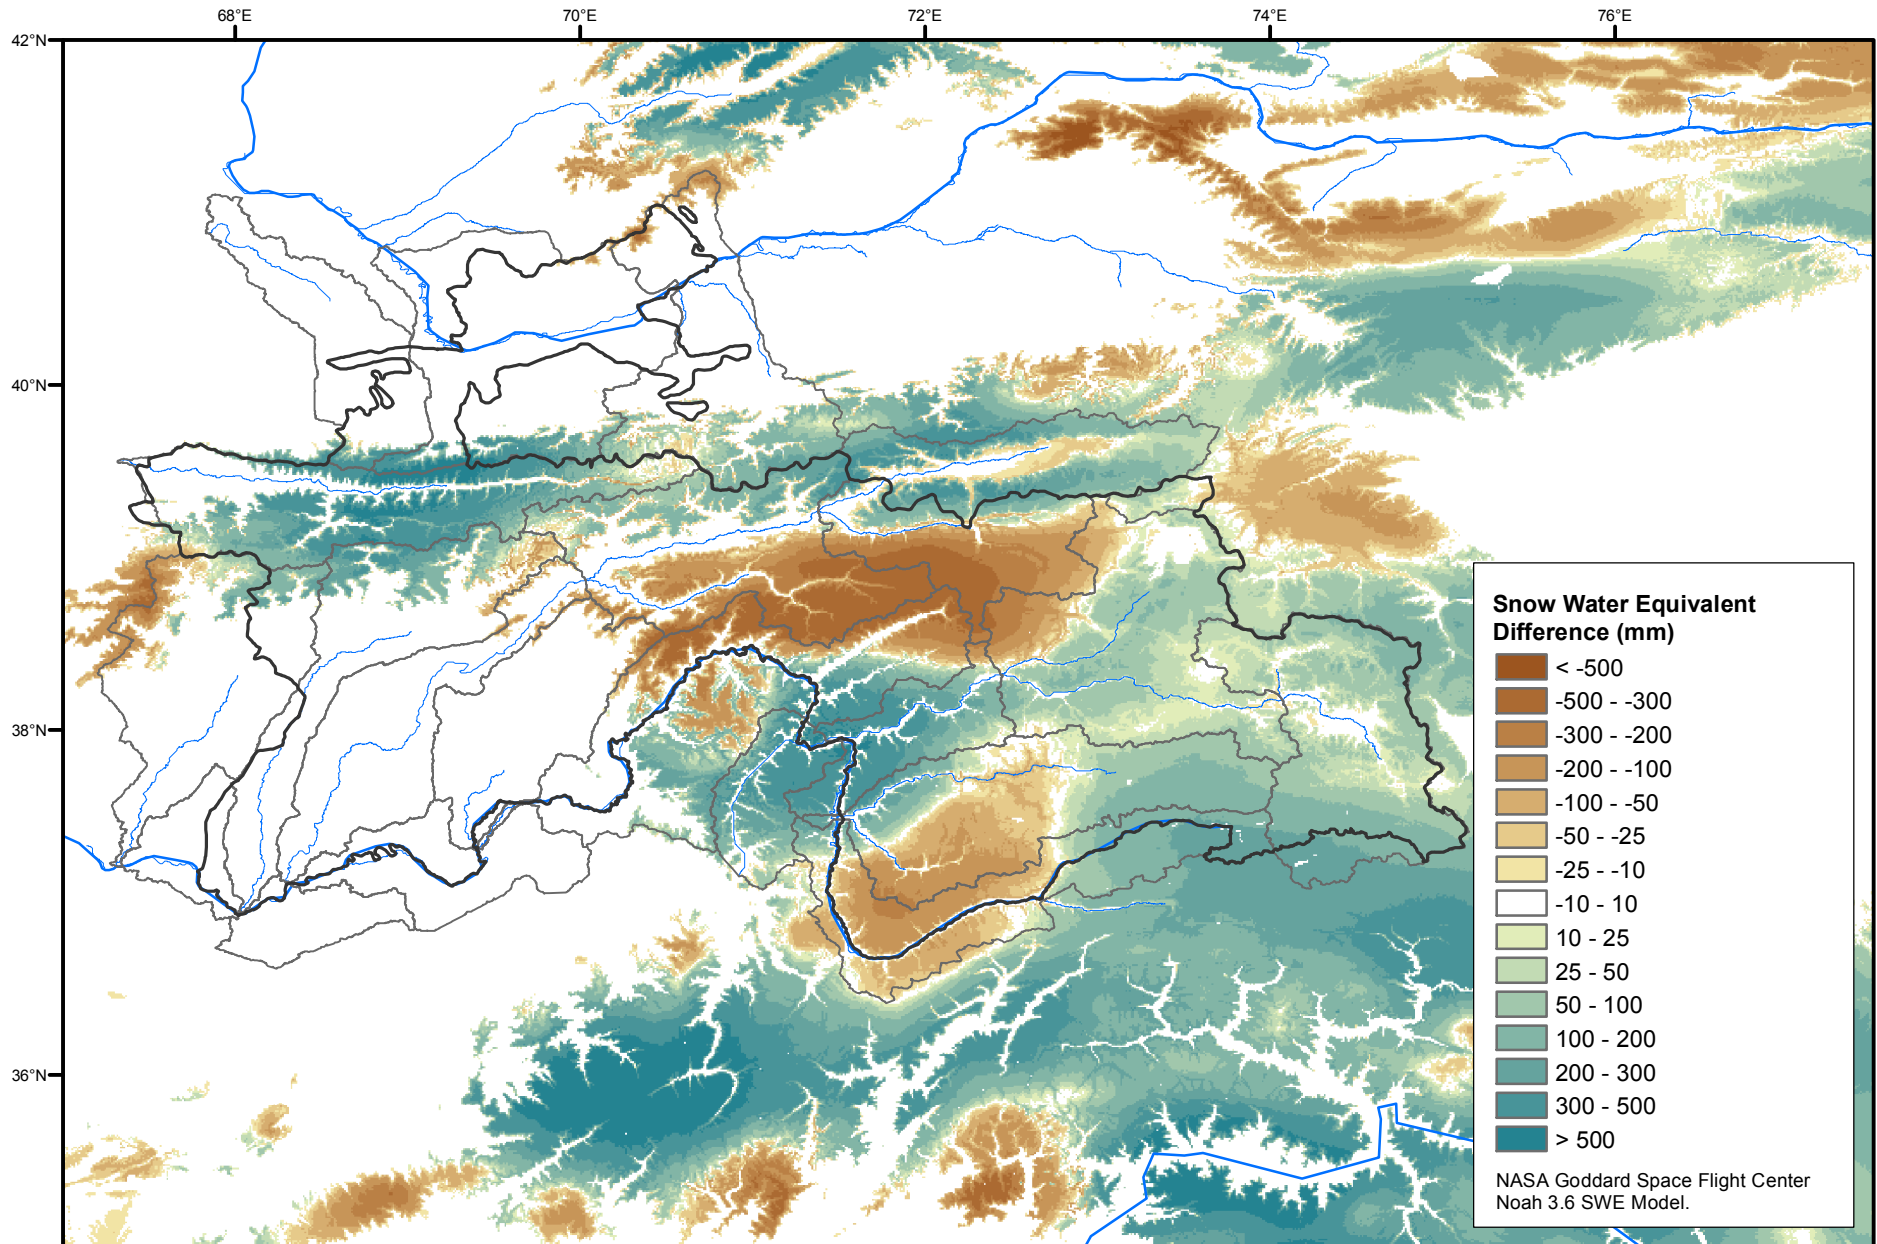 68°E 70°E 72°E 74°E 76°E
42°N
40°N
38°N
36°N
Snow Water Equivalent
Difference (mm)
< -500
-500 - -300
-300 - -200
-200 - -100
-100 - -50
-50 - -25
-25 - -10
-10 - 10
10 - 25
25 - 50
50 - 100
100 - 200
200 - 300
300 - 500
> 500
NASA Goddard Space Flight Center
Noah 3.6 SWE Model.